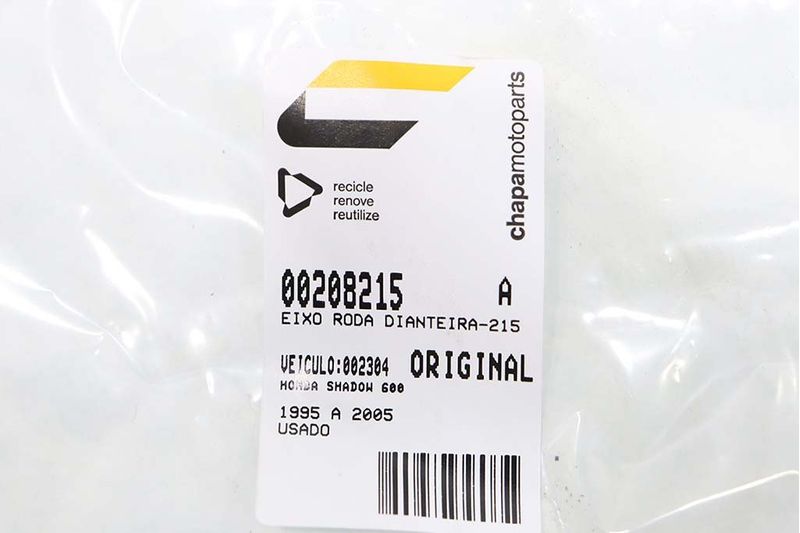 chapamotoparts
recicle
renove
reutilize
00208215 A
EIXO RODA DIANTEIRA-215
VEICULO:002304 ORIGINAL
HONDA SHADOW 600
1995 A 2005
USADO